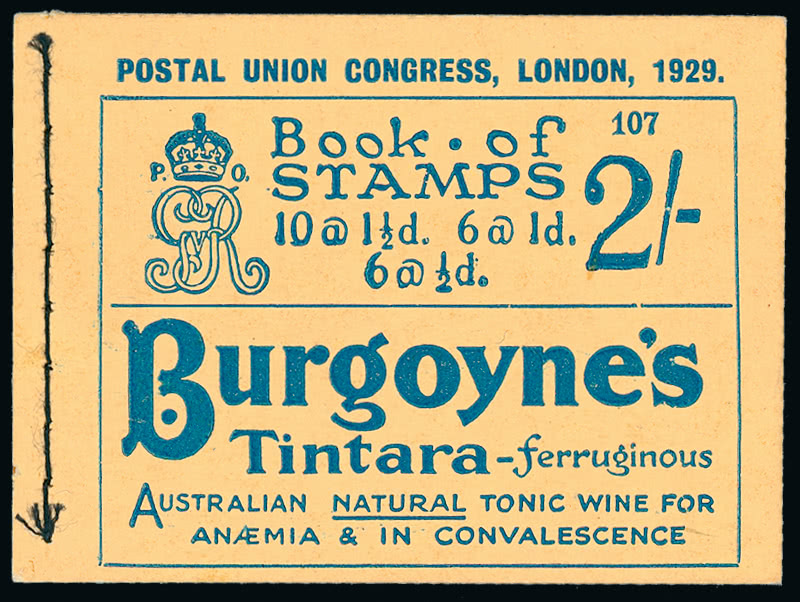 POSTAL UNION CONGRESS, LONDON, 1929.
P. O.
GVR
Book · of
STAMPS
10 @ 1½d. 6 @ 1d.
6 @ ½d.
107
2/-
Burgoyne's
Tintara-ferruginous
AUSTRALIAN NATURAL TONIC WINE FOR
ANÆMIA & IN CONVALESCENCE